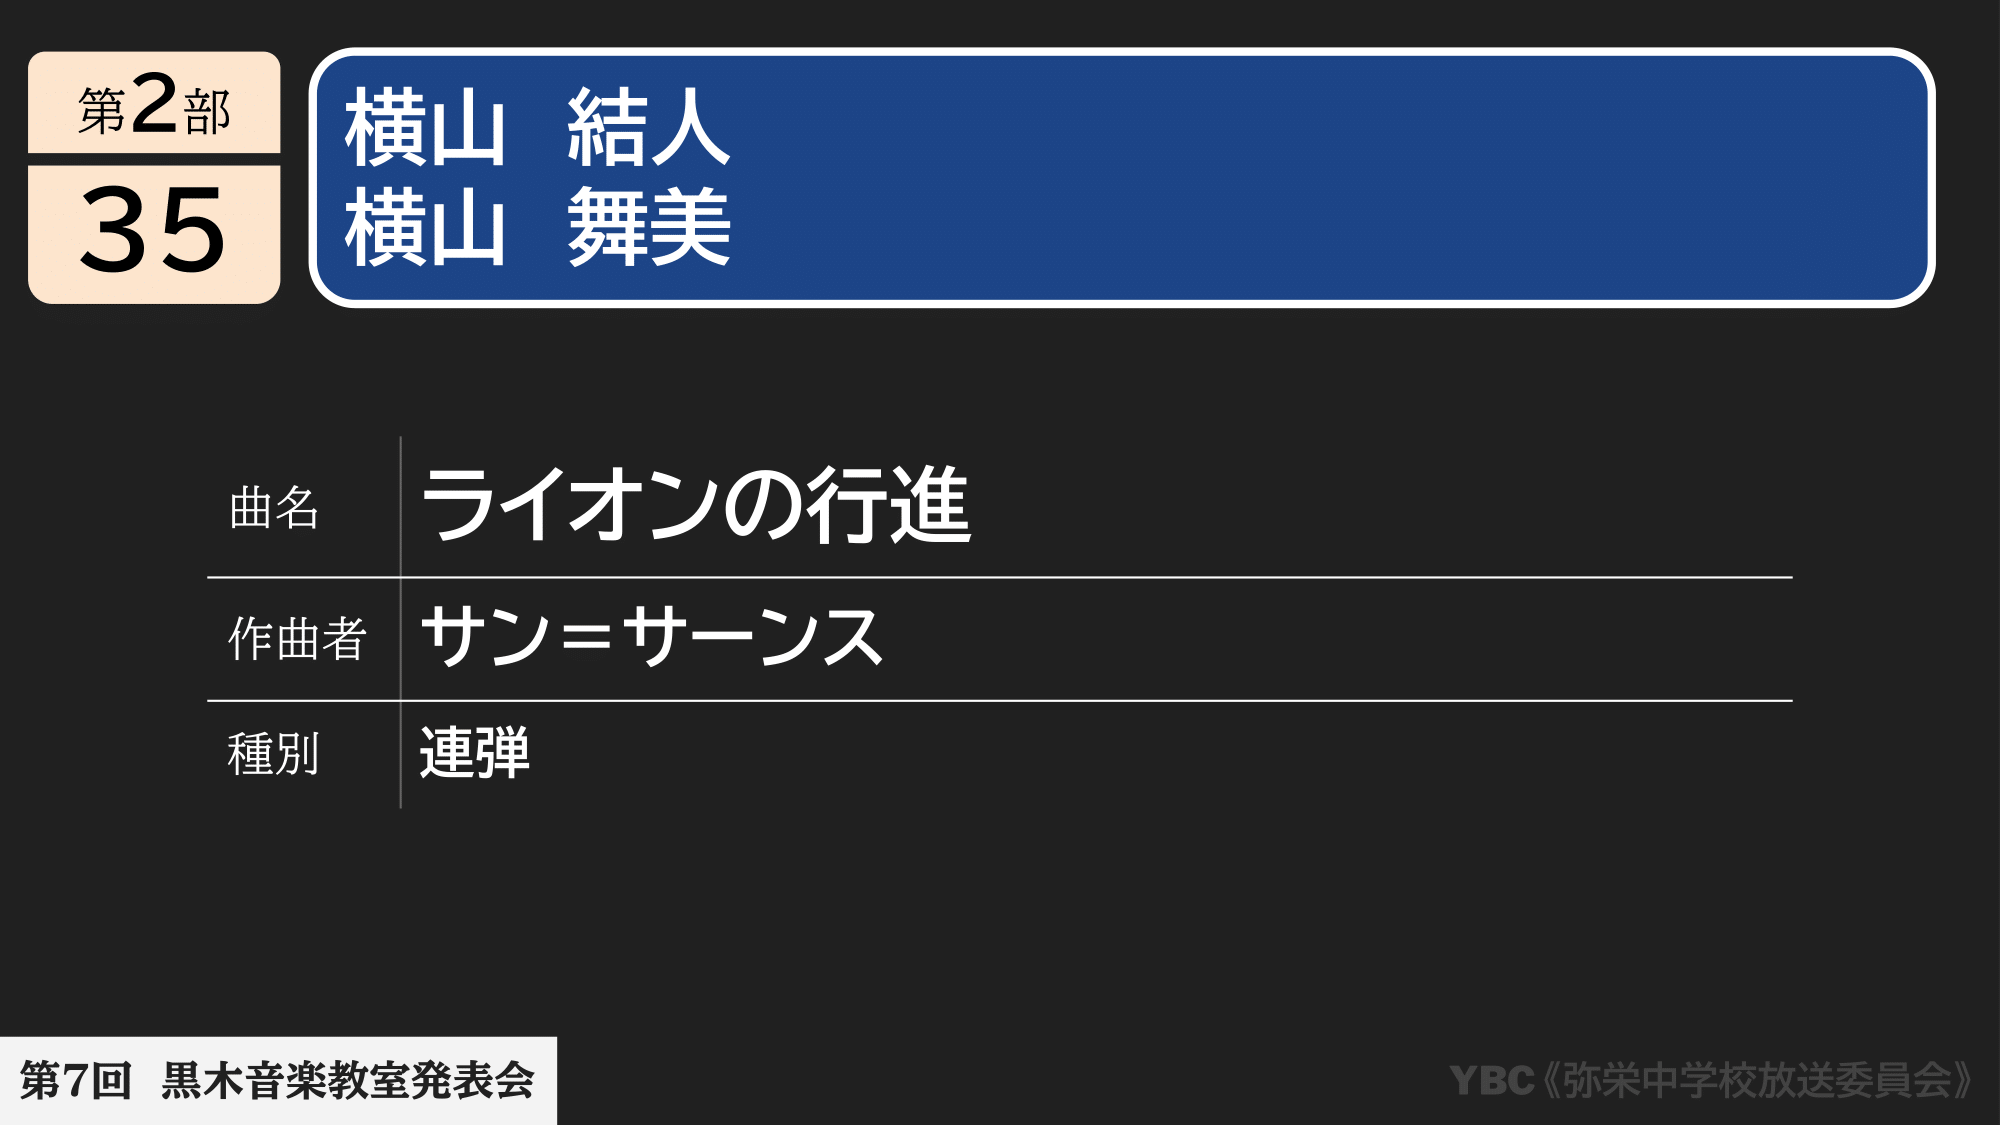 第2部
35
横山　結人
横山　舞美
曲名　ライオンの行進
作曲者　サン＝サーンス
種別　連弾
第7回　黒木音楽教室発表会
YBC《弥栄中学校放送委員会》